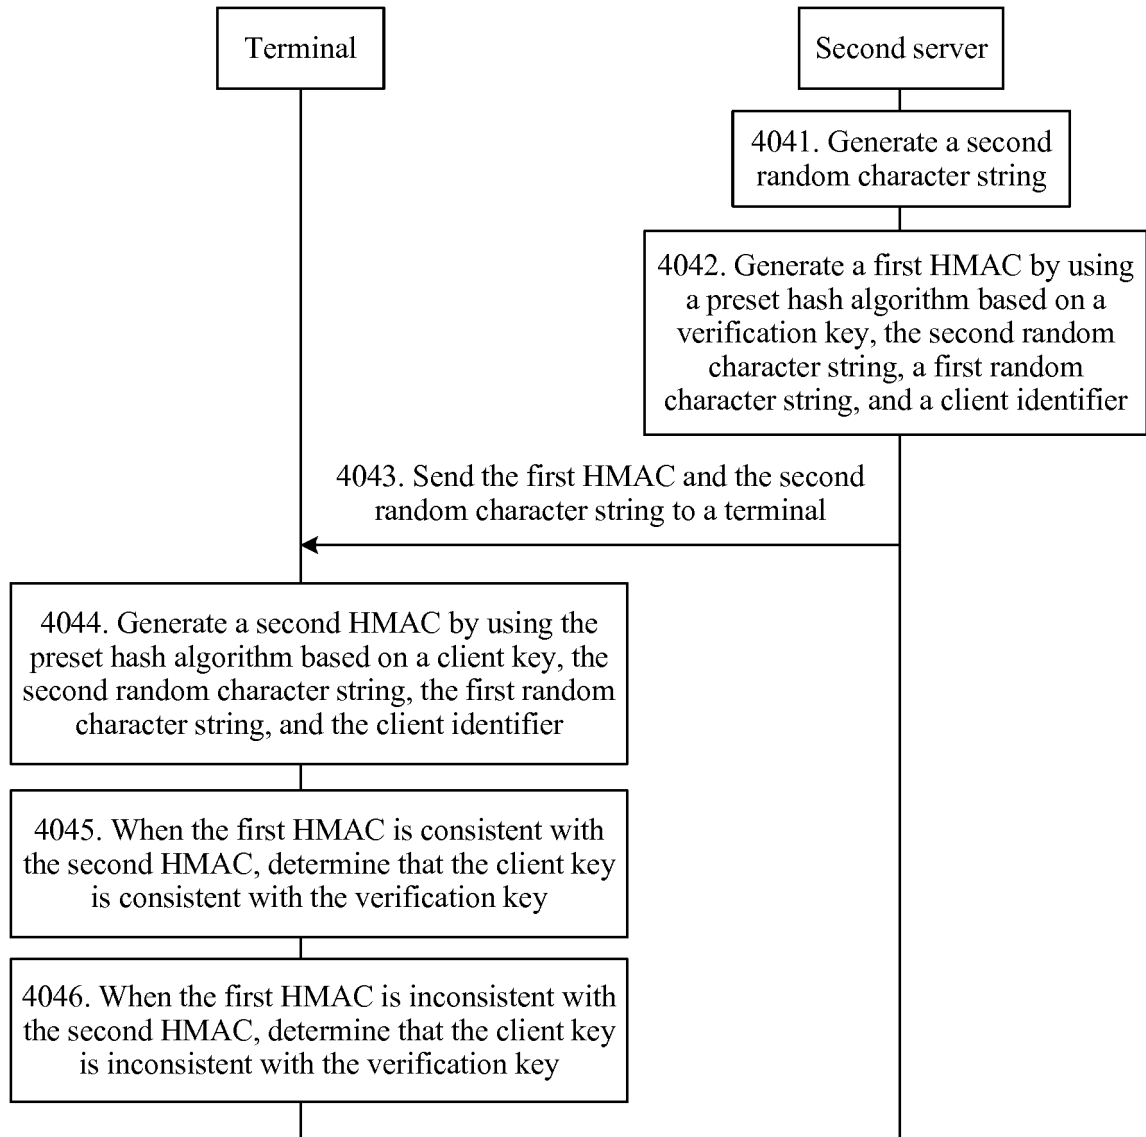 Terminal
Second server
4041. Generate a second
random character string
4042. Generate a first HMAC by using
a preset hash algorithm based on a
verification key, the second random
character string, a first random
character string, and a client identifier
4043. Send the first HMAC and the second
random character string to a terminal
4044. Generate a second HMAC by using the
preset hash algorithm based on a client key, the
second random character string, the first random
character string, and the client identifier
4045. When the first HMAC is consistent with
the second HMAC, determine that the client key
is consistent with the verification key
4046. When the first HMAC is inconsistent with
the second HMAC, determine that the client key
is inconsistent with the verification key